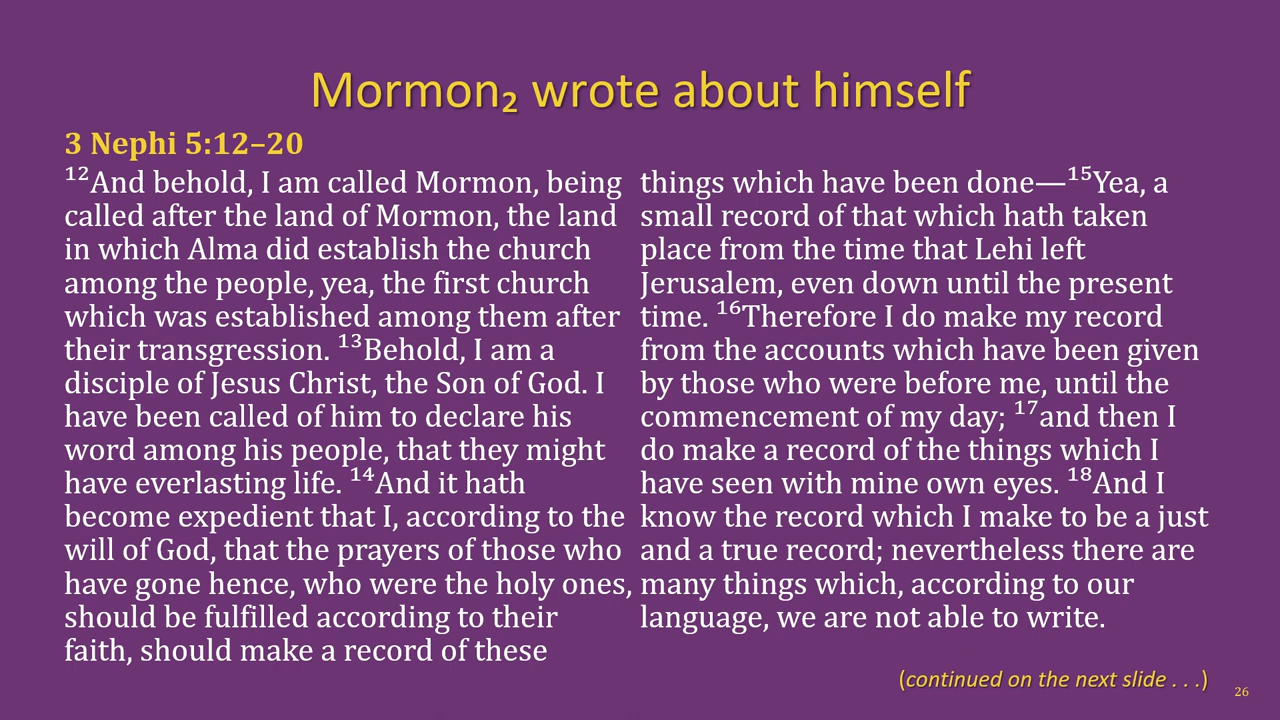 Mormon₂ wrote about himself
3 Nephi 5:12–20
¹²And behold, I am called Mormon, being
called after the land of Mormon, the land
in which Alma did establish the church
among the people, yea, the first church
which was established among them after
their transgression. ¹³Behold, I am a
disciple of Jesus Christ, the Son of God. I
have been called of him to declare his
word among his people, that they might
have everlasting life. ¹⁴And it hath
become expedient that I, according to the
will of God, that the prayers of those who
have gone hence, who were the holy ones,
should be fulfilled according to their
faith, should make a record of these
things which have been done—¹⁵Yea, a
small record of that which hath taken
place from the time that Lehi left
Jerusalem, even down until the present
time. ¹⁶Therefore I do make my record
from the accounts which have been given
by those who were before me, until the
commencement of my day; ¹⁷and then I
do make a record of the things which I
have seen with mine own eyes. ¹⁸And I
know the record which I make to be a just
and a true record; nevertheless there are
many things which, according to our
language, we are not able to write.
(continued on the next slide . . .)
26